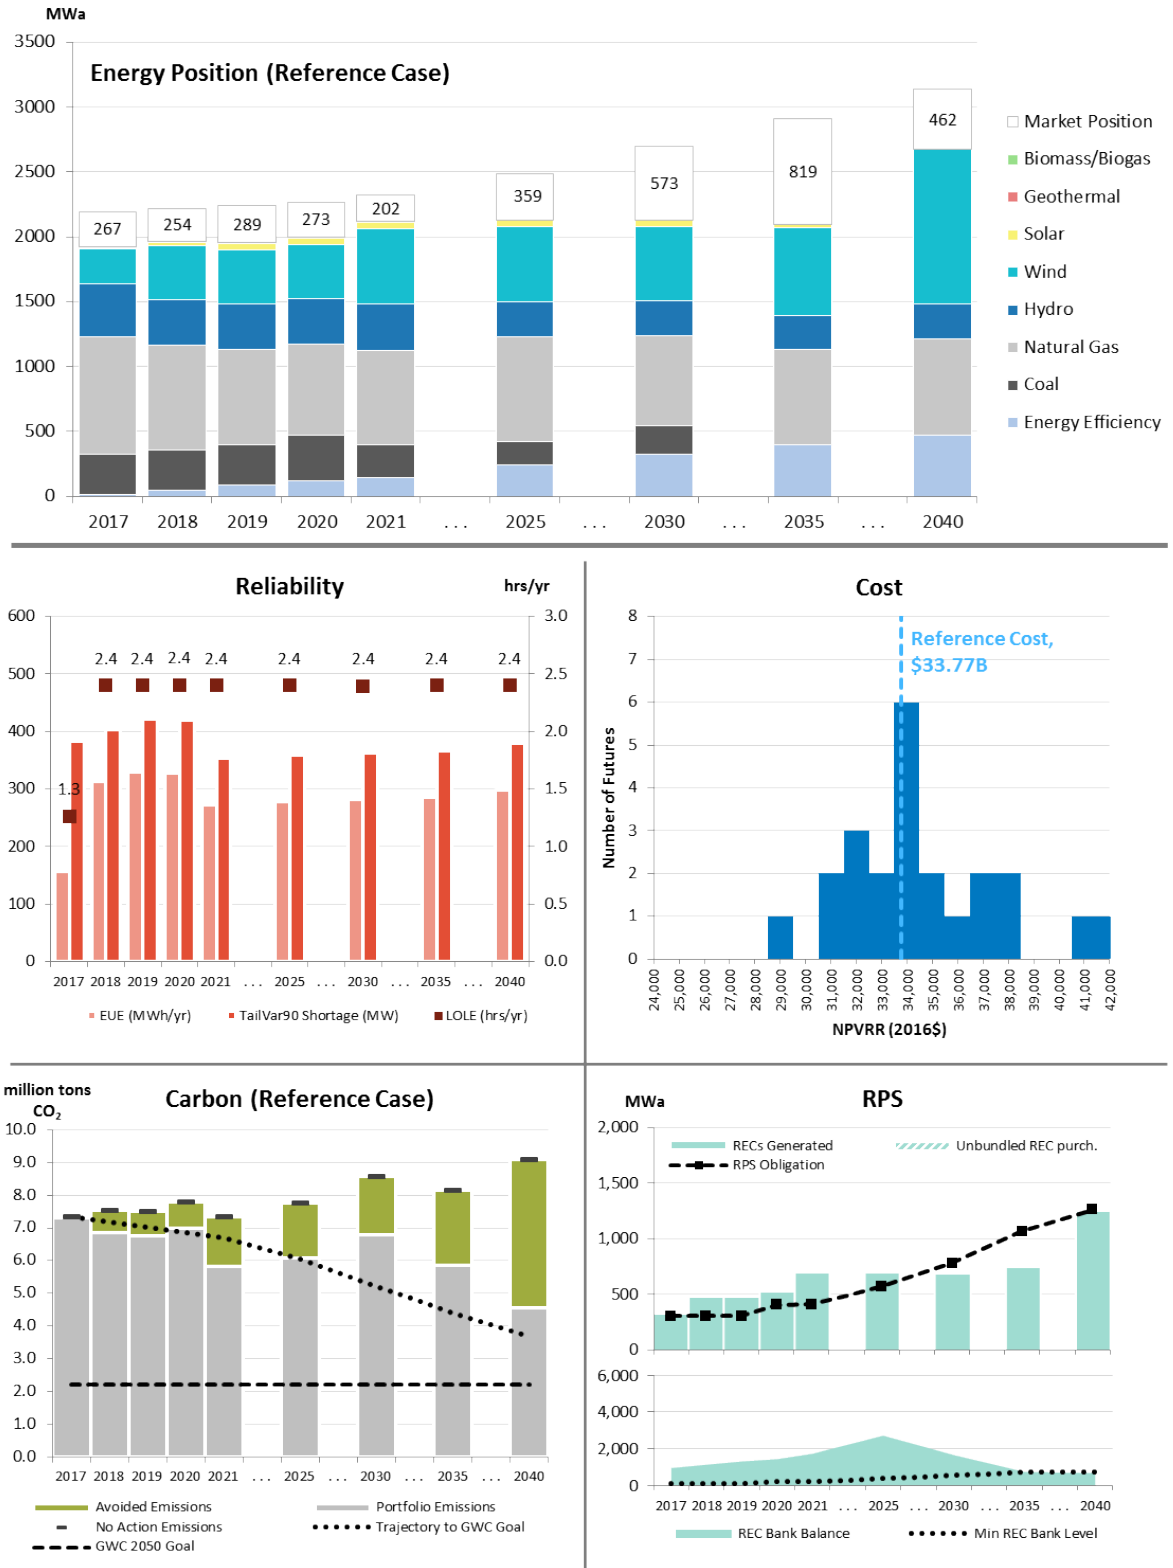 MWa
3500
Energy Position (Reference Case)
3000
2500
2000
1500
1000
500
0
267
254
289
273
202
359
573
819
462
Market Position
Biomass/Biogas
Geothermal
Solar
Wind
Hydro
Natural Gas
Coal
Energy Efficiency
2017 2018 2019 2020 2021 ... 2025 ... 2030 ... 2035 ... 2040
Reliability
hrs/yr
600
500
400
300
200
100
0
3.0
2.5
2.0
1.5
1.0
0.5
0.0
1.3
2.4 2.4 2.4 2.4 2.4 2.4 2.4 2.4
2017 2018 2019 2020 2021 ... 2025 ... 2030 ... 2035 ... 2040
EUE (MWh/yr) TailVar90 Shortage (MW) LOLE (hrs/yr)
Cost
Reference Cost,
$33.77B
Number of Futures
8
7
6
5
4
3
2
1
0
24,000
25,000
26,000
27,000
28,000
29,000
30,000
31,000
32,000
33,000
34,000
35,000
36,000
37,000
38,000
39,000
40,000
41,000
42,000
NPVRR (2016$)
million tons
CO2
Carbon (Reference Case)
10.0
9.0
8.0
7.0
6.0
5.0
4.0
3.0
2.0
1.0
0.0
2017 2018 2019 2020 2021 ... 2025 ... 2030 ... 2035 ... 2040
Avoided Emissions Portfolio Emissions
No Action Emissions Trajectory to GWC Goal
GWC 2050 Goal
MWa
RPS
2,000
1,500
1,000
500
0
RECs Generated Unbundled REC purch.
RPS Obligation
6,000
4,000
2,000
0
2017 2018 2019 2020 2021 ... 2025 ... 2030 ... 2035 ... 2040
REC Bank Balance Min REC Bank Level